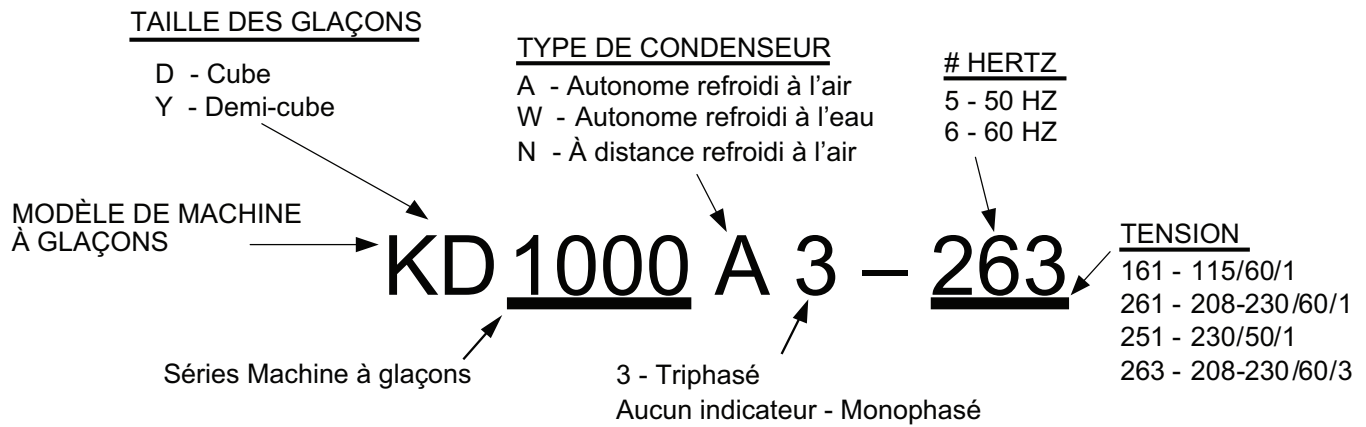 TAILLE DES GLAÇONS
D - Cube
Y - Demi-cube
TYPE DE CONDENSEUR
A - Autonome refroidi à l’air
W - Autonome refroidi à l’eau
N - À distance refroidi à l’air
# HERTZ
5 - 50 HZ
6 - 60 HZ
MODÈLE DE MACHINE
À GLAÇONS
KD 1000 A 3 – 263
TENSION
161 - 115/60/1
261 - 208-230/60/1
251 - 230/50/1
263 - 208-230/60/3
Séries Machine à glaçons
3 - Triphasé
Aucun indicateur - Monophasé